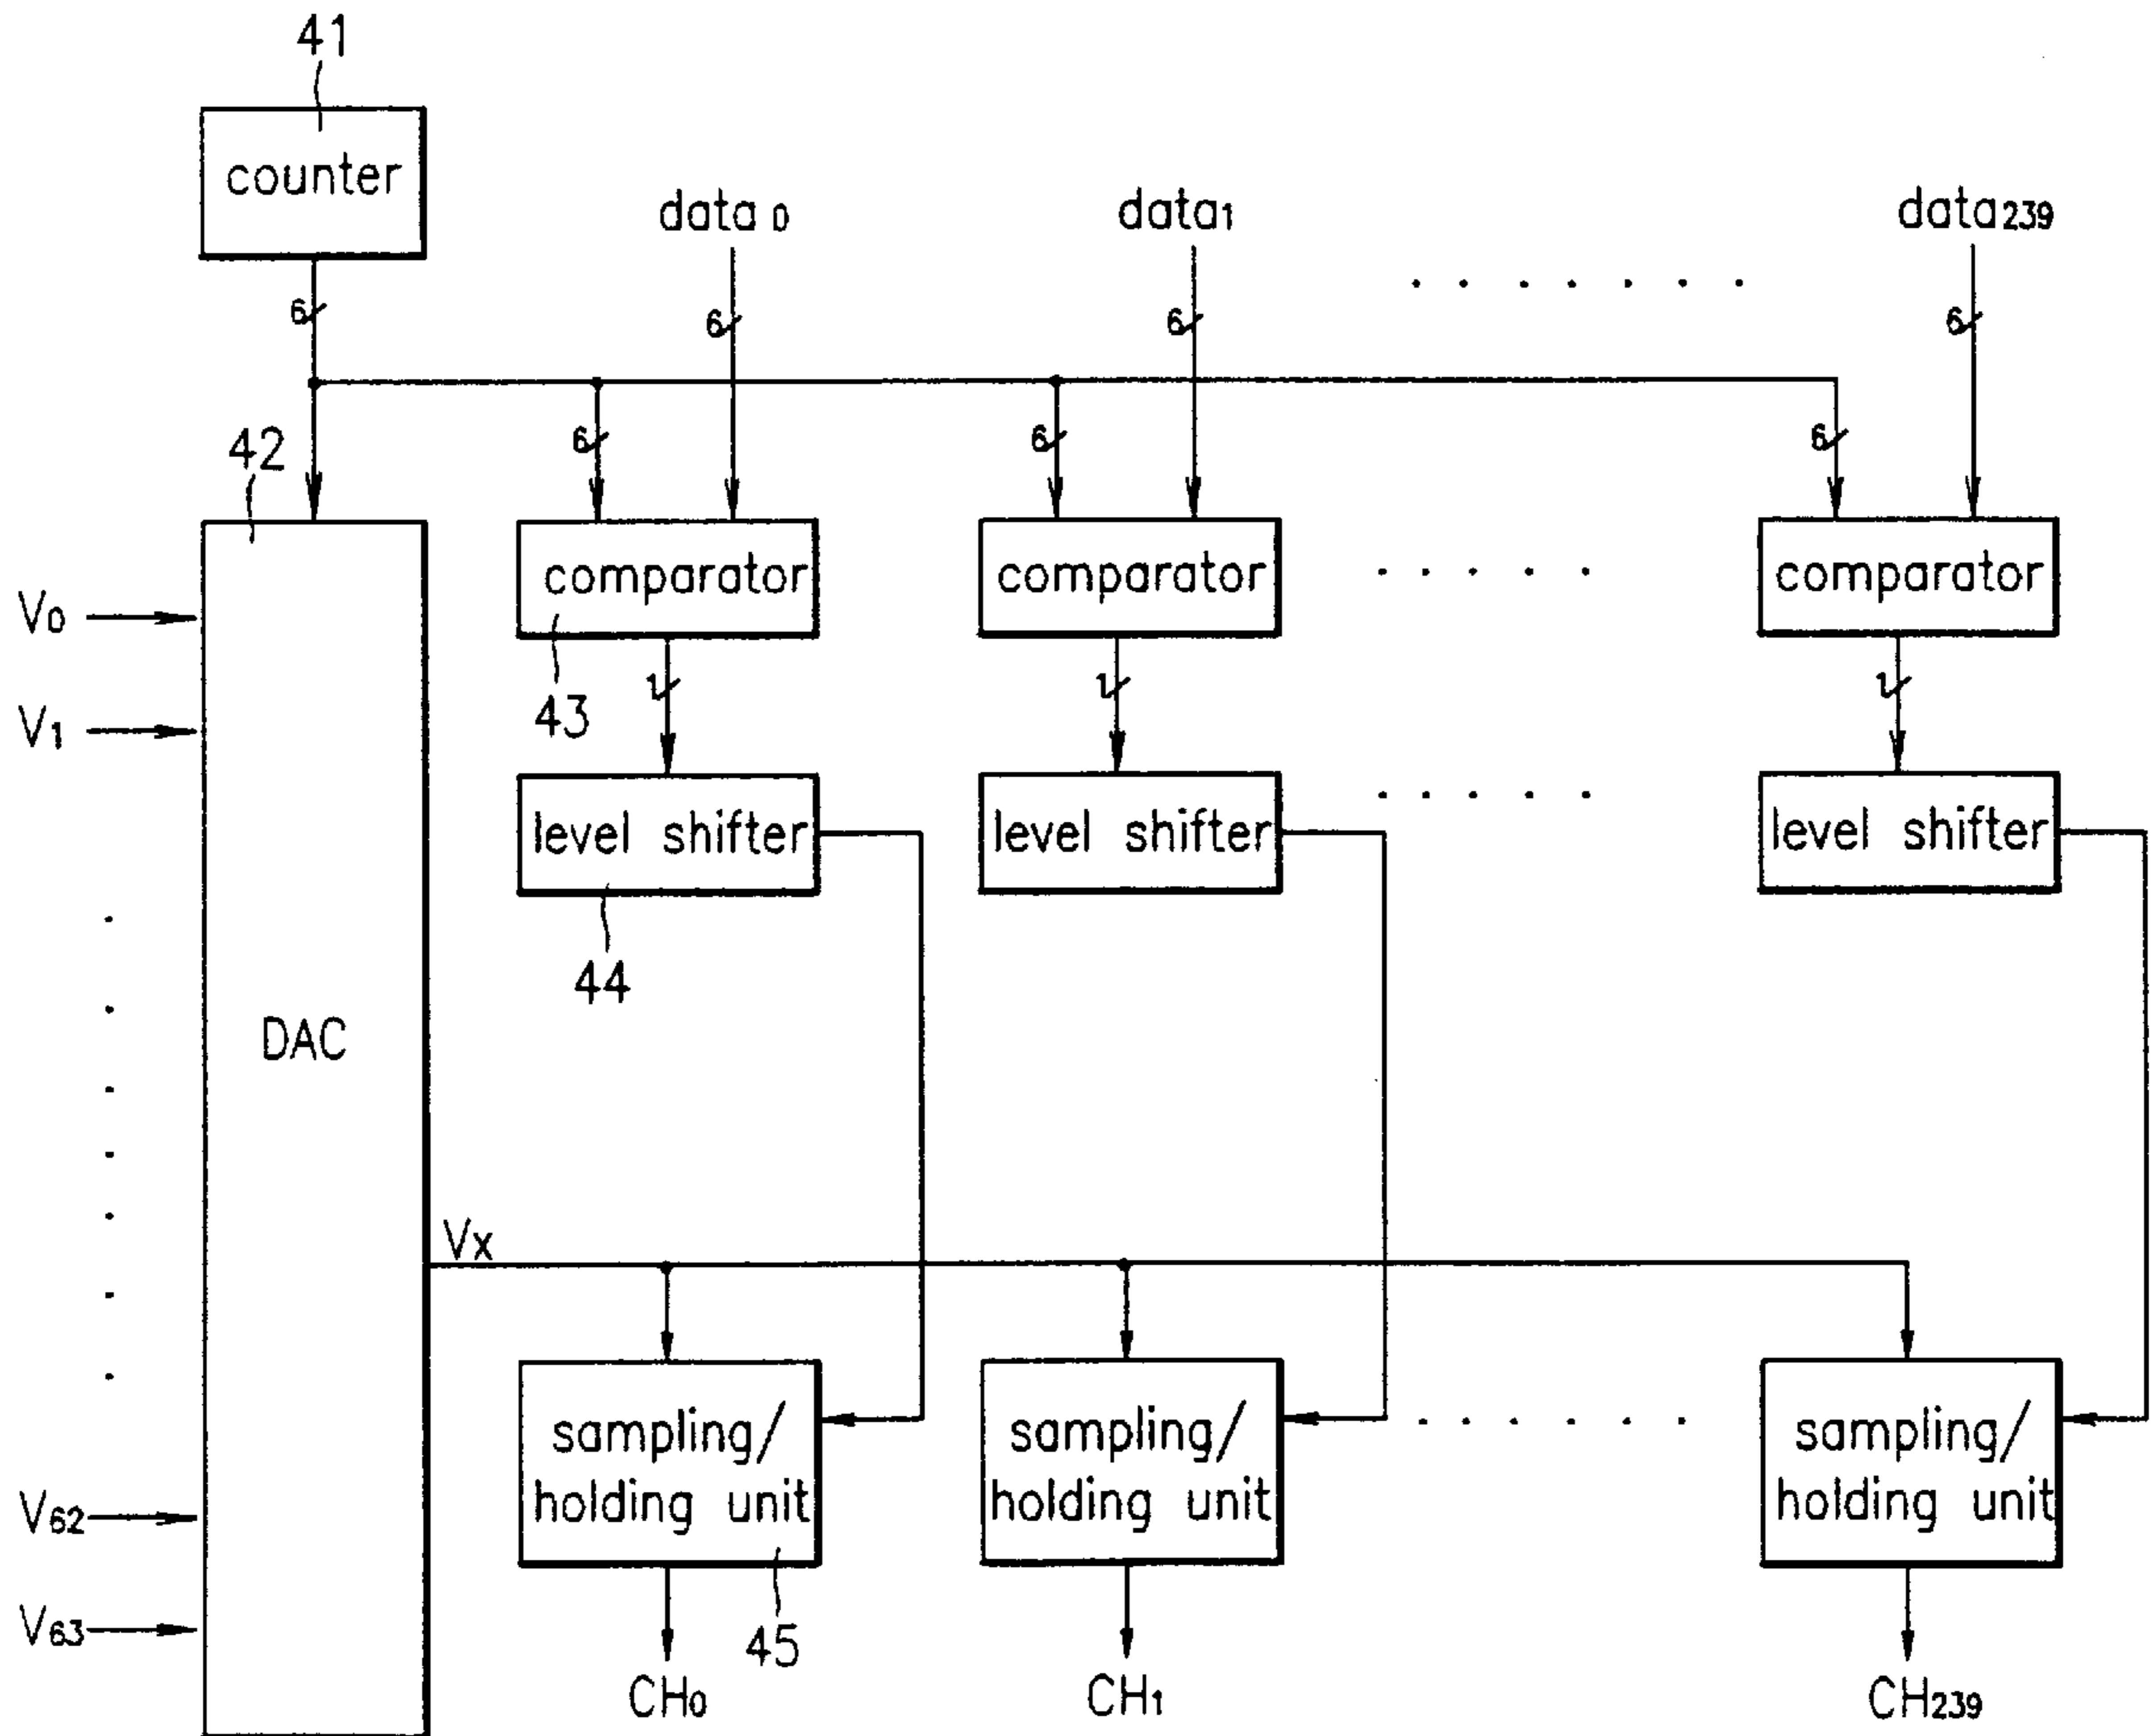 41
counter
data 0 data1 data239
6 6 6 6
42
6 6 6
comparator comparator comparator
V0
43
1 1 1
V1
level shifter level shifter level shifter
44
DAC
Vx
sampling/ sampling/ sampling/
holding unit holding unit holding unit
V62
V63
45
CH0 CH1 CH239